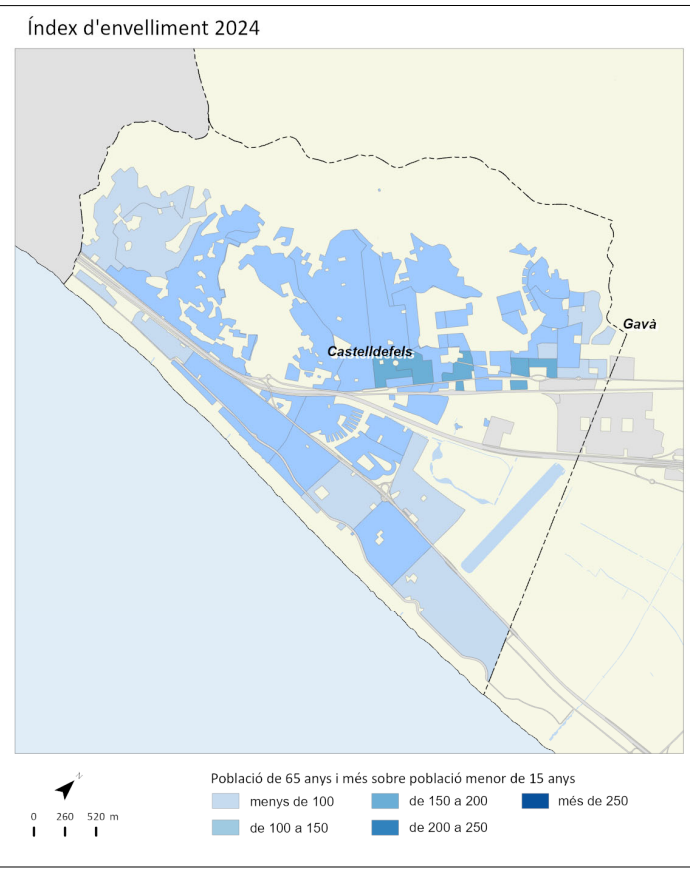 Índex d'envelliment 2024
Gavà
Castelldefels
Població de 65 anys i més sobre població menor de 15 anys
menys de 100
de 150 a 200
més de 250
de 100 a 150
de 200 a 250
N
0 260 520 m